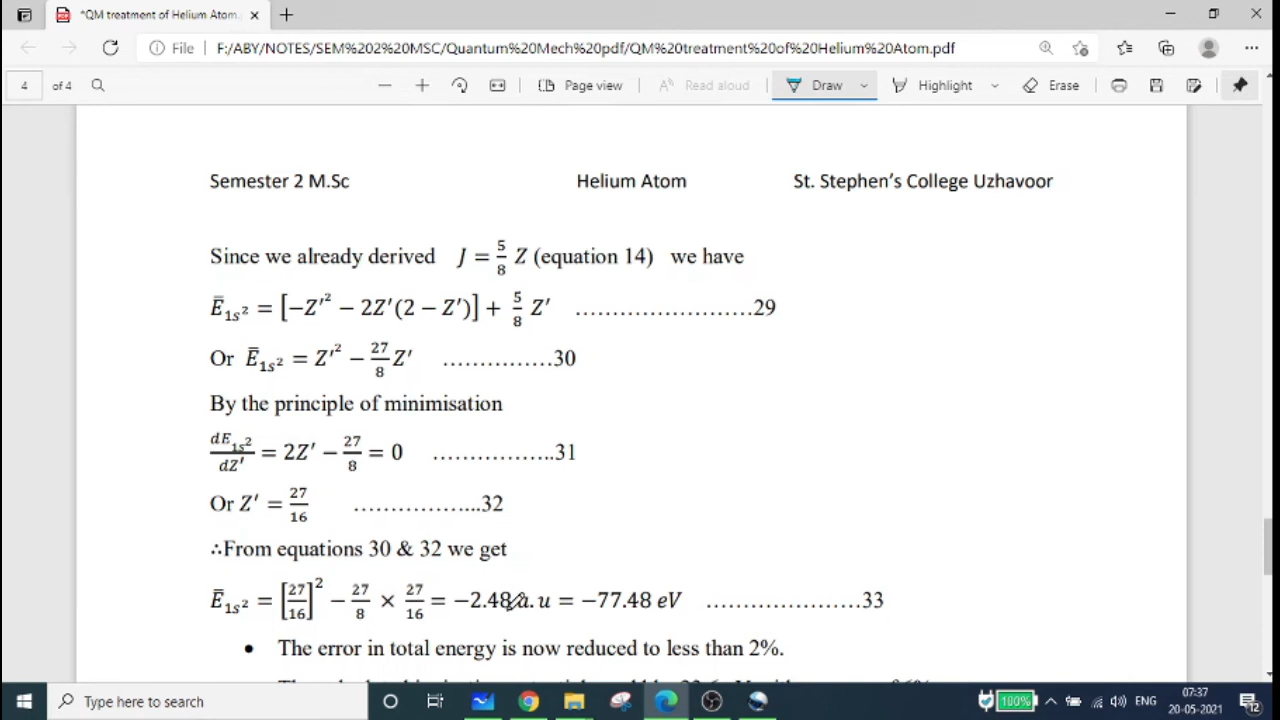 *QM treatment of Helium Atom.
File F:/ABY/NOTES/SEM%202%20MSC/Quantum%20Mech%20pdf/QM%20treatment%20of%20Helium%20Atom.pdf
4 of 4 Page view Read aloud Draw Highlight Erase
Semester 2 M.Sc Helium Atom St. Stephen's College Uzhavoor
Since we already derived J = 5/8 Z (equation 14) we have
Ē₁ₛ² = [−Z′² − 2Z′(2 − Z′)] + 5/8 Z′ ……………………29
Or Ē₁ₛ² = Z′² − 27/8 Z′ ……………30
By the principle of minimisation
dE₁ₛ²/dZ′ = 2Z′ − 27/8 = 0 ……………..31
Or Z′ = 27/16 ……………...32
∴From equations 30 & 32 we get
Ē₁ₛ² = [27/16]² − 27/8 × 27/16 = −2.48 a.u = −77.48 eV …………………33
• The error in total energy is now reduced to less than 2%.
Type here to search
100% ENG 07:37
20-05-2021 12